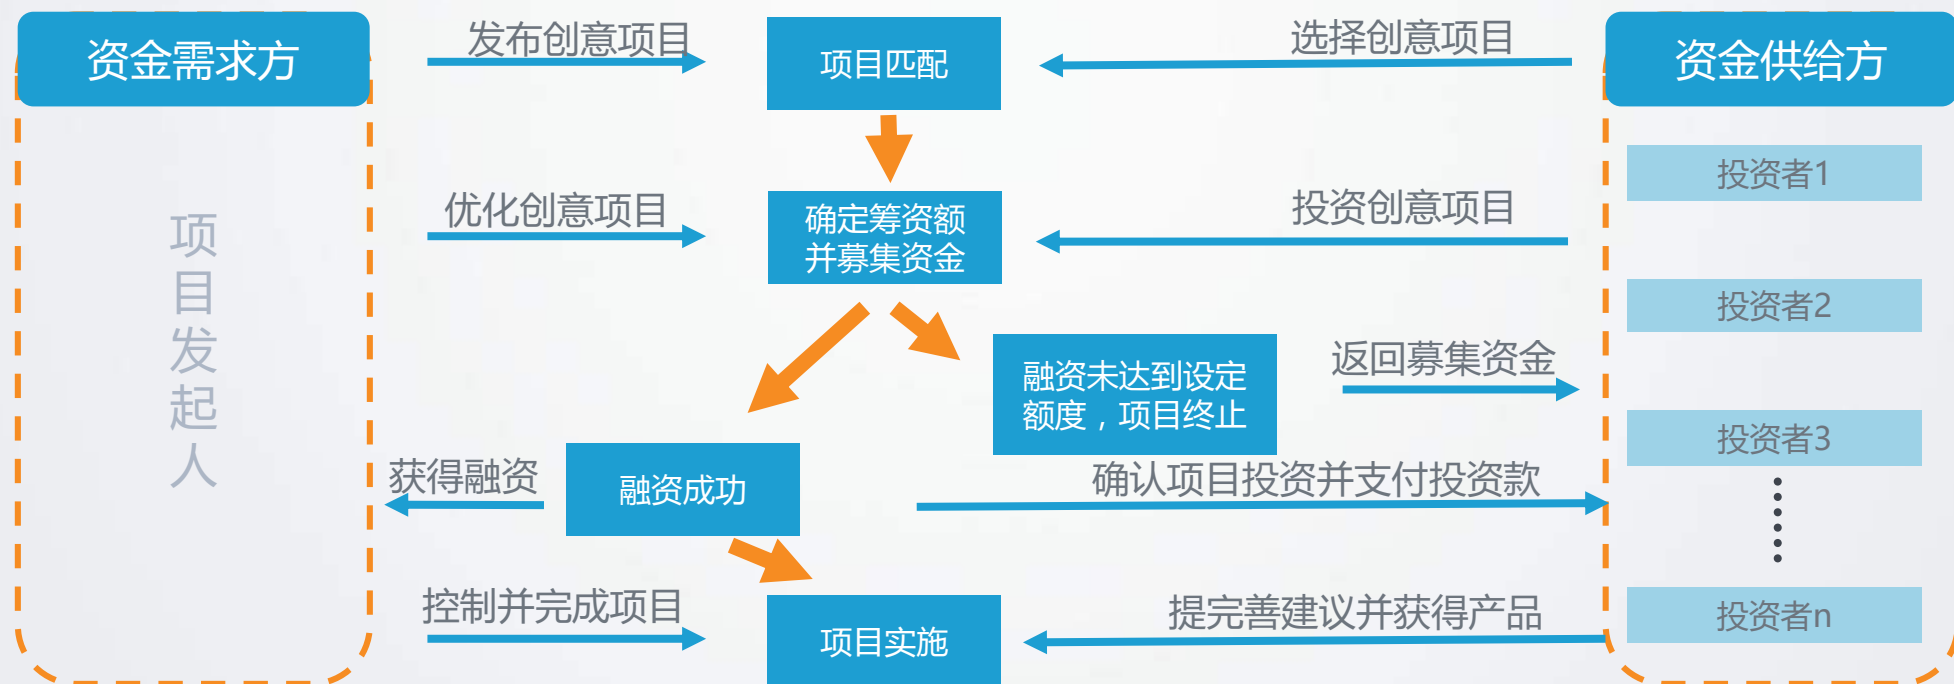 资金需求方
发布创意项目
项目匹配
选择创意项目
资金供给方
投资者1
优化创意项目
确定筹资额
并募集资金
投资创意项目
项目发起人
投资者2
融资未达到设定
额度，项目终止
返回募集资金
投资者3
获得融资
融资成功
确认项目投资并支付投资款
控制并完成项目
项目实施
提完善建议并获得产品
投资者n